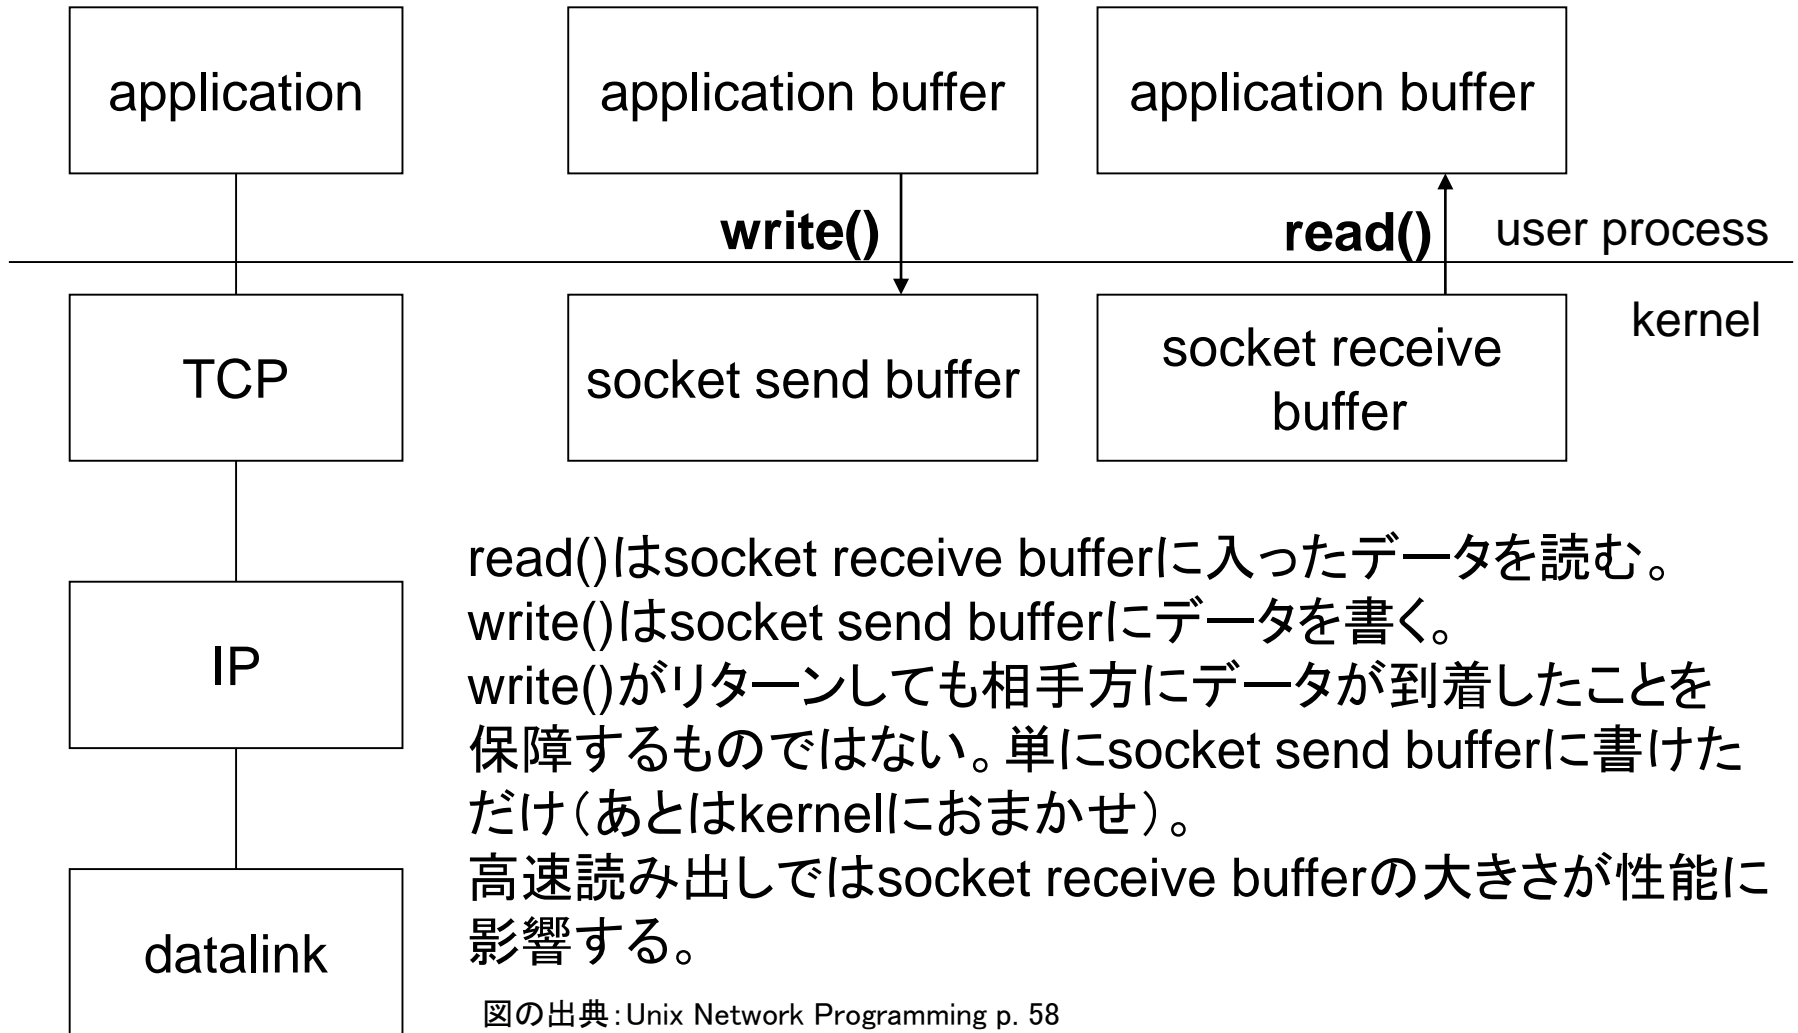 application
application buffer
application buffer
write()
read()
user process
kernel
TCP
socket send buffer
socket receive
buffer
IP
datalink
read()はsocket receive bufferに入ったデータを読む。
write()はsocket send bufferにデータを書く。
write()がリターンしても相手方にデータが到着したことを
保障するものではない。単にsocket send bufferに書けた
だけ(あとはkernelにおまかせ)。
高速読み出しではsocket receive bufferの大きさが性能に
影響する。
図の出典:Unix Network Programming p. 58